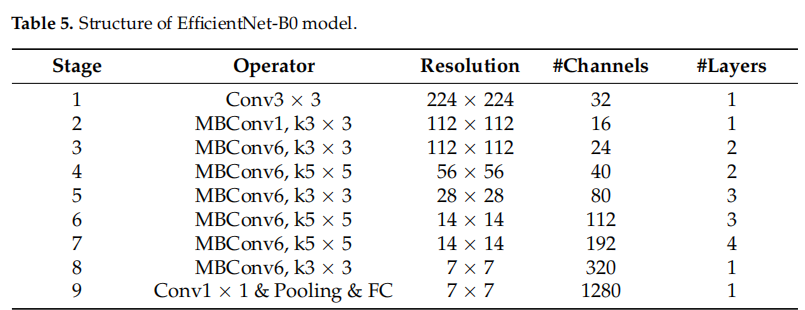 Table 5. Structure of EfficientNet-B0 model.
Stage Operator Resolution #Channels #Layers
1 Conv3 × 3 224 × 224 32 1
2 MBConv1, k3 × 3 112 × 112 16 1
3 MBConv6, k3 × 3 112 × 112 24 2
4 MBConv6, k5 × 5 56 × 56 40 2
5 MBConv6, k3 × 3 28 × 28 80 3
6 MBConv6, k5 × 5 14 × 14 112 3
7 MBConv6, k5 × 5 14 × 14 192 4
8 MBConv6, k3 × 3 7 × 7 320 1
9 Conv1 × 1 & Pooling & FC 7 × 7 1280 1